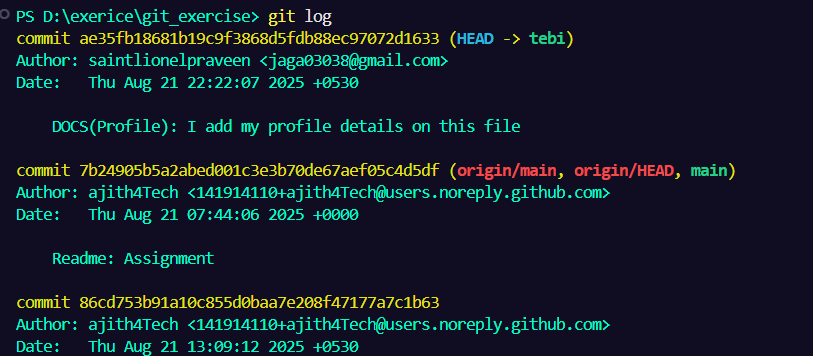 PS D:\exerice\git_exercise> git log
commit ae35fb18681b19c9f3868d5fdb88ec97072d1633 (HEAD -> tebi)
Author: saintlionelpraveen <jaga03038@gmail.com>
Date:   Thu Aug 21 22:22:07 2025 +0530
    DOCS(Profile): I add my profile details on this file
commit 7b24905b5a2abed001c3e3b70de67aef05c4d5df (origin/main, origin/HEAD, main)
Author: ajith4Tech <141914110+ajith4Tech@users.noreply.github.com>
Date:   Thu Aug 21 07:44:06 2025 +0000
    Readme: Assignment
commit 86cd753b91a10c855d0baa7e208f47177a7c1b63
Author: ajith4Tech <141914110+ajith4Tech@users.noreply.github.com>
Date:   Thu Aug 21 13:09:12 2025 +0530